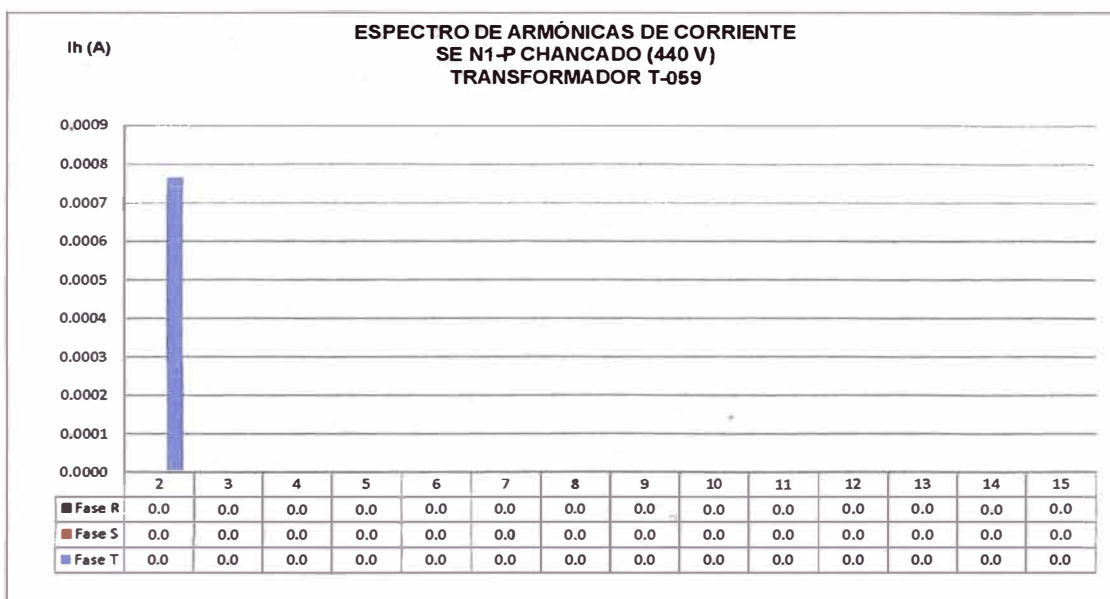 Ih (A)
ESPECTRO DE ARMÓNICAS DE CORRIENTE
SE N1-P CHANCADO (440 V)
TRANSFORMADOR T-059
0.0009
0.0008
0.0007
0.0006
0.0005
0.0004
0.0003
0.0002
0.0001
0.0000
2 3 4 5 6 7 8 9 10 11 12 13 14 15
Fase R 0.0 0.0 0.0 0.0 0.0 0.0 0.0 0.0 0.0 0.0 0.0 0.0 0.0 0.0
Fase S 0.0 0.0 0.0 0.0 0.0 0.0 0.0 0.0 0.0 0.0 0.0 0.0 0.0 0.0
Fase T 0.0 0.0 0.0 0.0 0.0 0.0 0.0 0.0 0.0 0.0 0.0 0.0 0.0 0.0